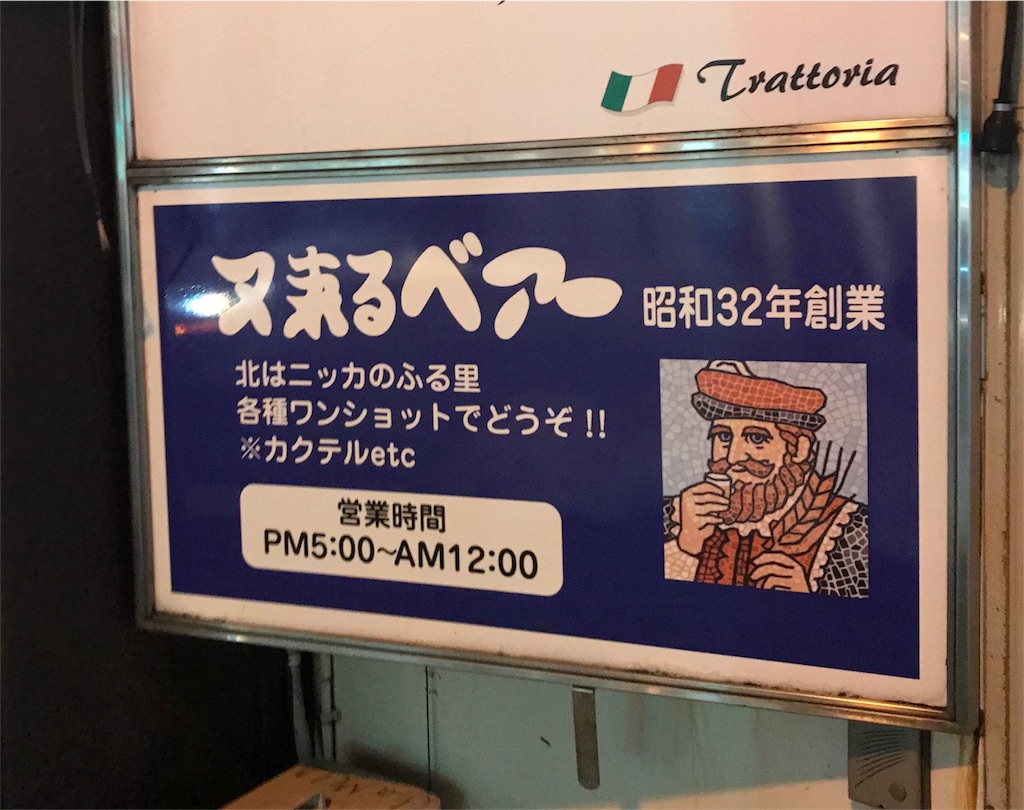 Trattoria
又来るベアー 昭和32年創業
北はニッカのふる里
各種ワンショットでどうぞ!!
※カクテルetc
営業時間
PM5:00~AM12:00